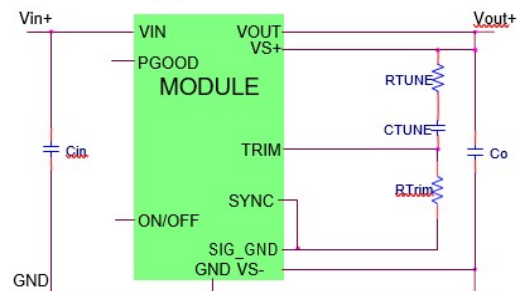 Vin+
Vout+
VIN
VOUT
VS+
PGOOD
MODULE
RTUNE
CTUNE
Cin
TRIM
Co
RTrim
SYNC
ON/OFF
SIG_GND
GND
GND VS-